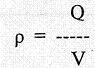 Q
ρ = -----
V